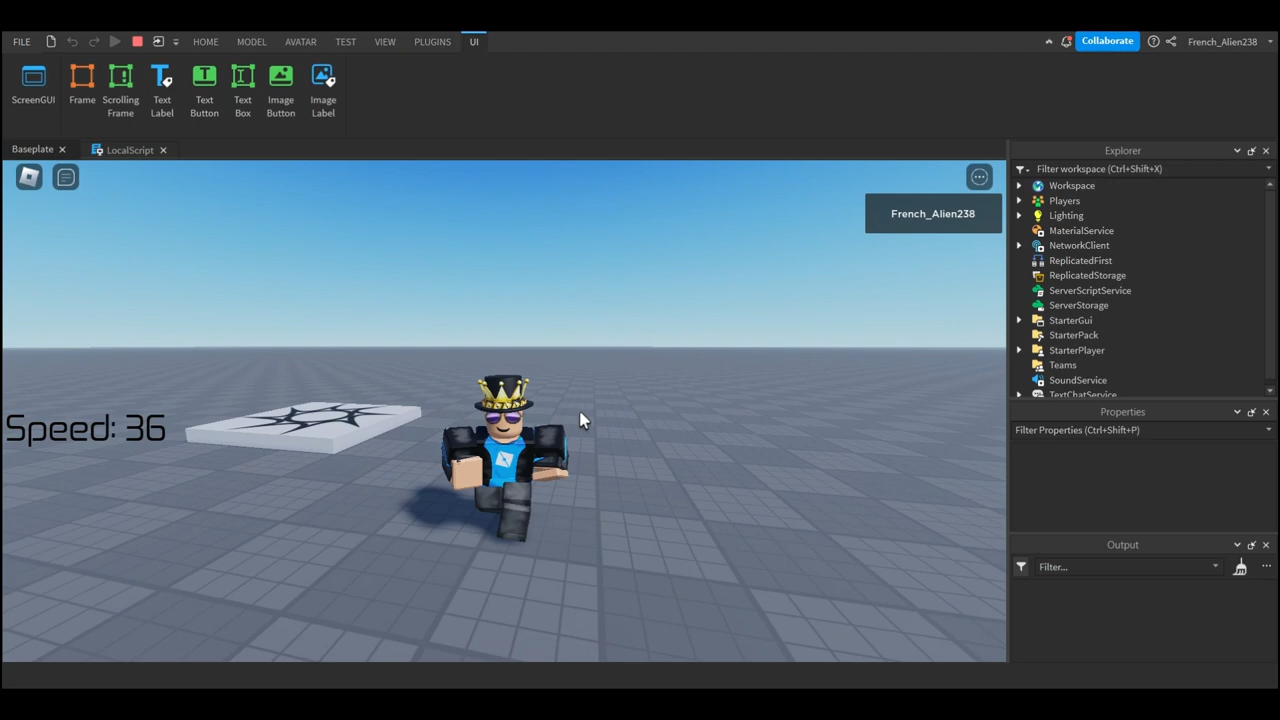 FILE HOME MODEL AVATAR TEST VIEW PLUGINS UI Collaborate French_Alien238
ScreenGUI Frame Scrolling Frame Text Label Text Button Text Box Image Button Image Label
Baseplate LocalScript
French_Alien238
Speed: 36
Explorer
Filter workspace (Ctrl+Shift+X)
Workspace
Players
Lighting
MaterialService
NetworkClient
ReplicatedFirst
ReplicatedStorage
ServerScriptService
ServerStorage
StarterGui
StarterPack
StarterPlayer
Teams
SoundService
TextChatService
Properties
Filter Properties (Ctrl+Shift+P)
Output
Filter...